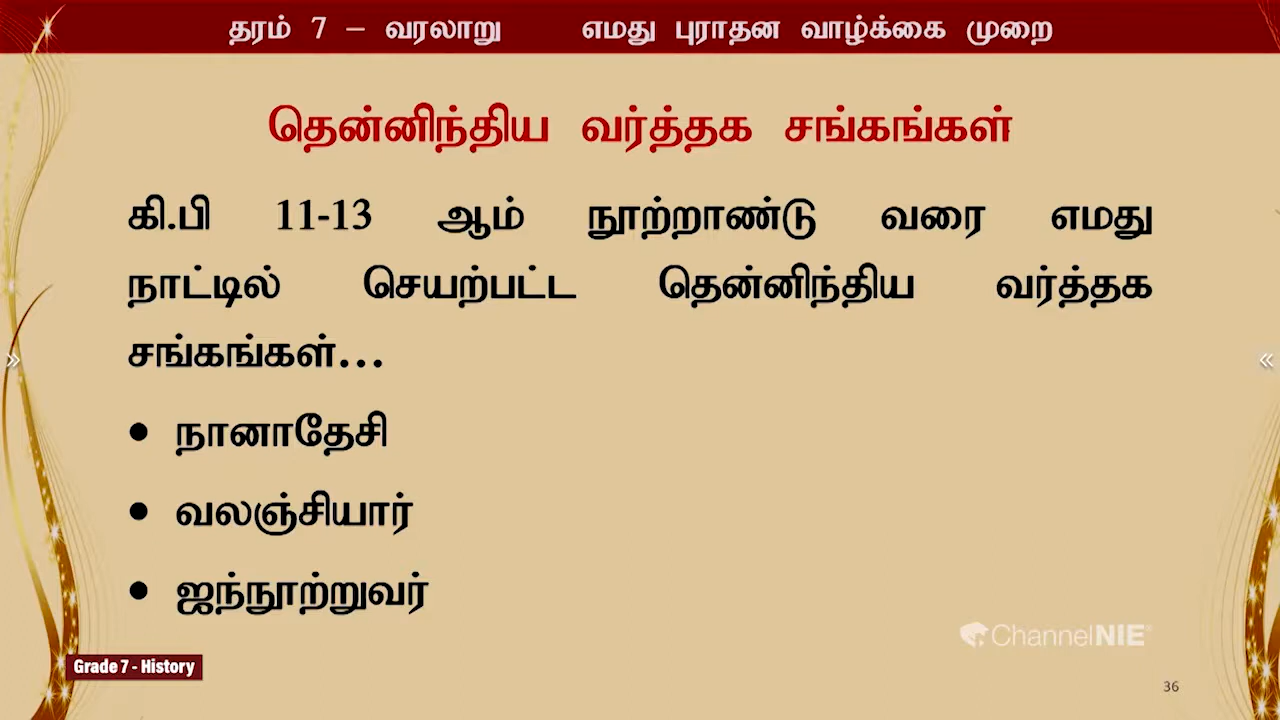 தரம் 7 – வரலாறு எமது புராதன வாழ்க்கை முறை
தென்னிந்திய வர்த்தக சங்கங்கள்
கி.பி 11-13 ஆம் நூற்றாண்டு வரை எமது
நாட்டில் செயற்பட்ட தென்னிந்திய வர்த்தக
சங்கங்கள்...
• நானாதேசி
• வலஞ்சியார்
• ஐந்நூற்றுவர்
ChannelNIE
Grade 7 - History
36